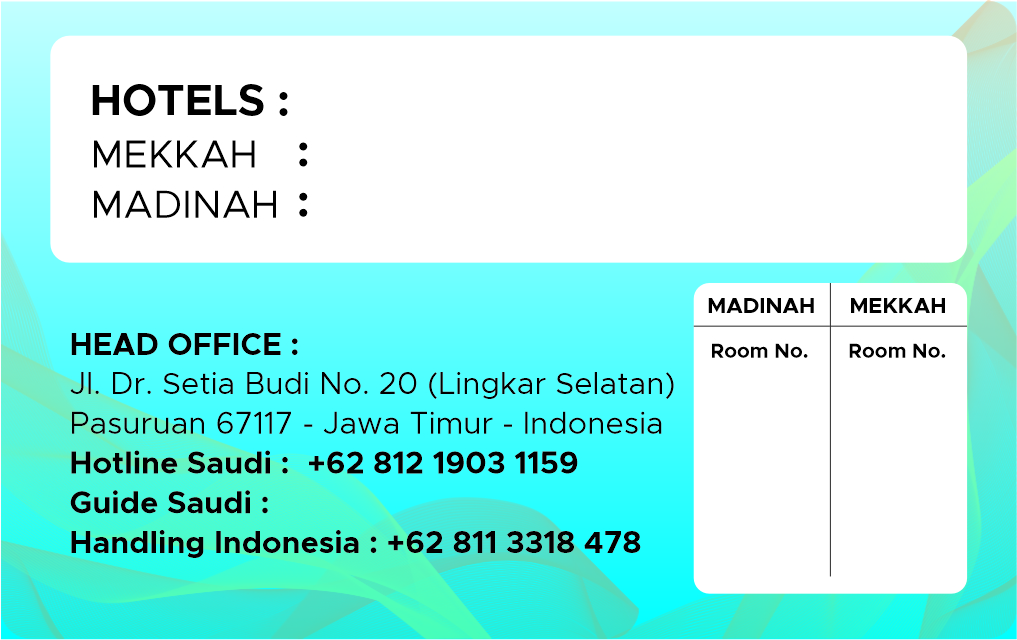 HOTELS :
MEKKAH :
MADINAH :
HEAD OFFICE :
Jl. Dr. Setia Budi No. 20 (Lingkar Selatan)
Pasuruan 67117 - Jawa Timur - Indonesia
Hotline Saudi : +62 812 1903 1159
Guide Saudi :
Handling Indonesia : +62 811 3318 478
MADINAH MEKKAH
Room No. Room No.